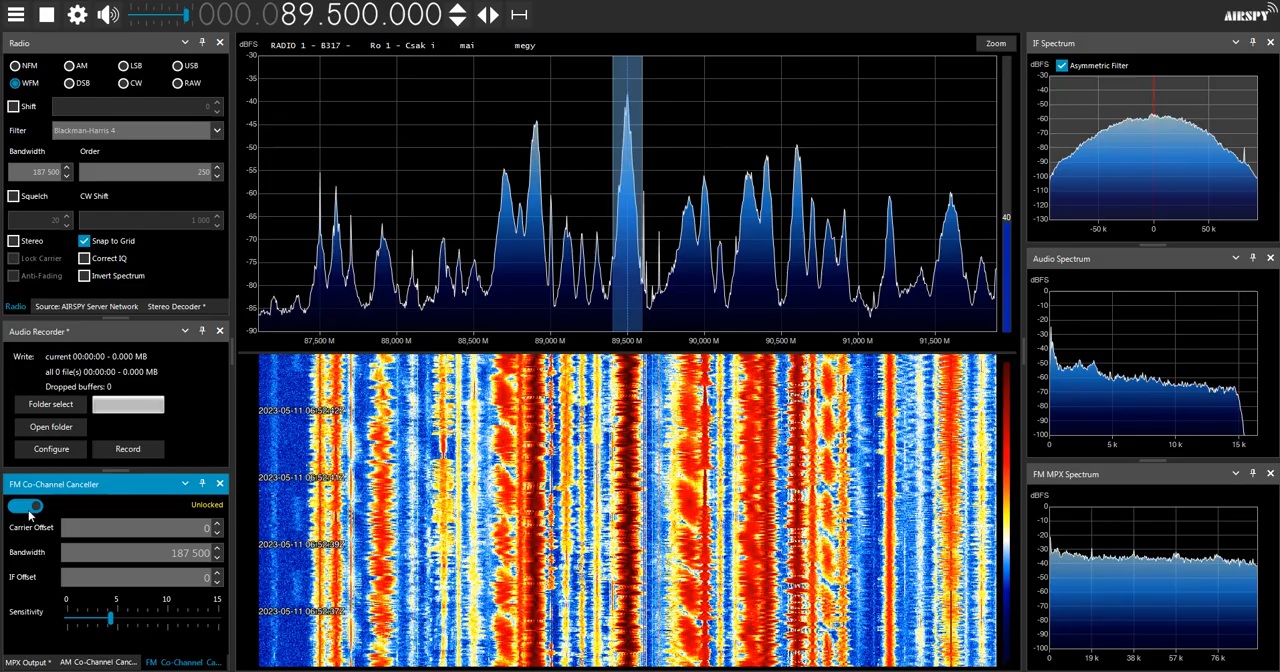 000.089.500.000
AIRSPY
Radio
NFM AM LSB USB
WFM DSB CW RAW
Shift 0
Filter Blackman-Harris 4
Bandwidth Order
187 500 250
Squelch CW Shift
20 1 000
Stereo Snap to Grid
Lock Carrier Correct IQ
Anti-Fading Invert Spectrum
Radio Source: AIRSPY Server Network Stereo Decoder *
Audio Recorder *
Write: current 00:00:00 - 0.000 MB
all 0 file(s) 00:00:00 - 0.000 MB
Dropped buffers: 0
Folder select
Open folder
Configure Record
FM Co-Channel Canceller
Unlocked
Carrier Offset 0
Bandwidth 187 500
IF Offset 0
Sensitivity 0 5 10 15
MPX Output * AM Co-Channel Canc... FM Co-Channel Ca...
dBFS RADIO 1 - B317 - Ro 1 - Csak i mai megy Zoom
-30
-35
-40
-45
-50
-55
-60
-65
-70
-75
-80
-85
-90
40
87,500 M 88,000 M 88,500 M 89,000 M 89,500 M 90,000 M 90,500 M 91,000 M 91,500 M
IF Spectrum
dBFS Asymmetric Filter
-30
-40
-50
-60
-70
-80
-90
-100
-110
-120
-130
-50 k 0 50 k
Audio Spectrum
dBFS
0
-10
-20
-30
-40
-50
-60
-70
-80
-90
-100
0 5 k 10 k 15 k
FM MPX Spectrum
dBFS
0
-10
-20
-30
-40
-50
-60
-70
-80
-90
-100
0 19 k 38 k 57 k 76 k